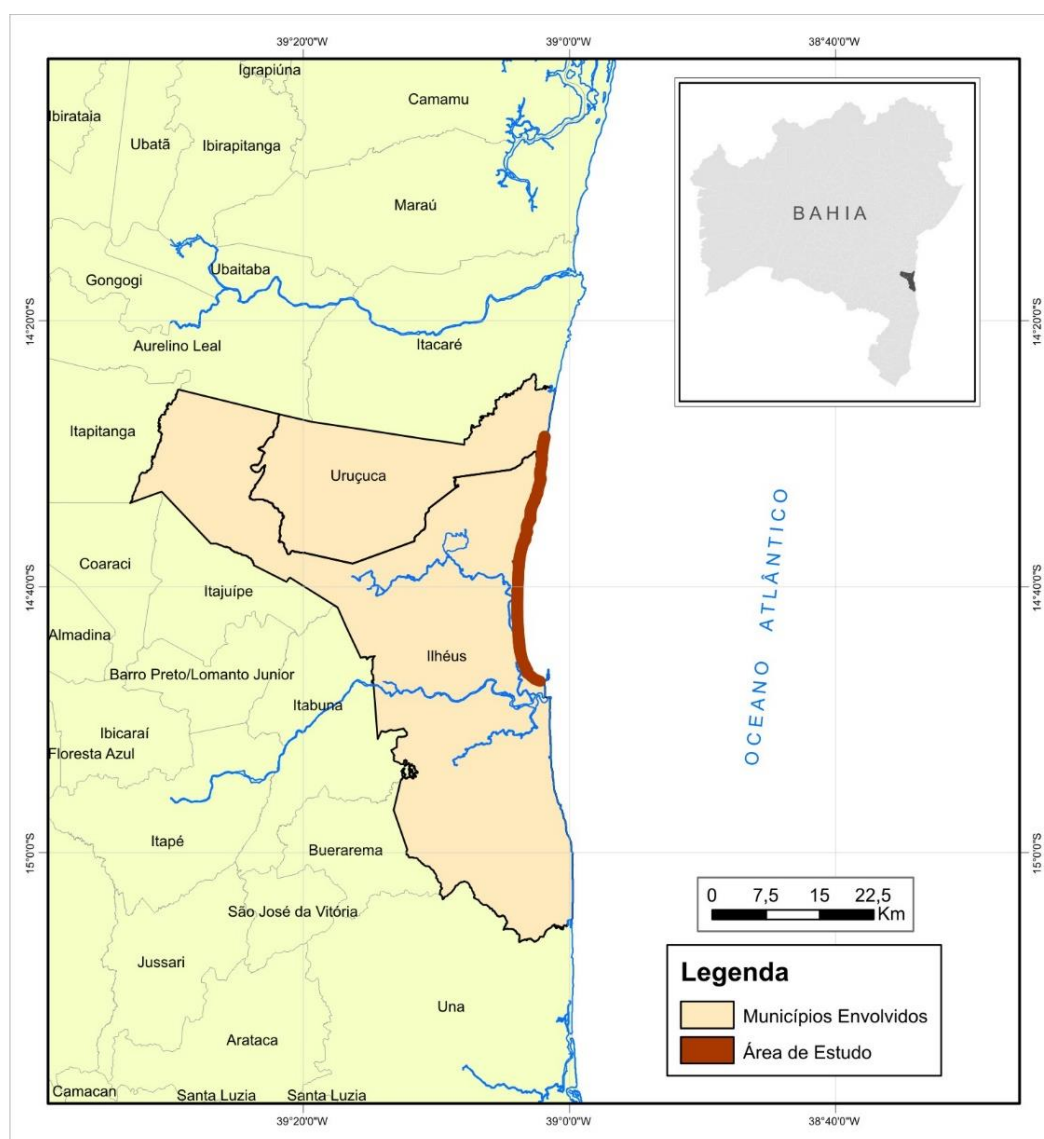 39°20'0"W 39°0'0"W 38°40'0"W
Igrapiúna
Camamu
Ibirataia
Ubatã
Ibirapitanga
Maraú
BAHIA
Ubaitaba
Gongogi
14°20'0"S 14°20'0"S
Aurelino Leal
Itacaré
Itapitanga
Uruçuca
OCEANO ATLÂNTICO
Coaraci
Itajuípe
14°40'0"S 14°40'0"S
Almadina
Ilhéus
Barro Preto/Lomanto Junior
Itabuna
Ibicaraí
Floresta Azul
Itapé
Buerarema
15°0'0"S 15°0'0"S
0 7,5 15 22,5
Km
São José da Vitória
Jussari
Una
Arataca
Camacan
Santa Luzia Santa Luzia
Legenda
Municípios Envolvidos
Área de Estudo
39°20'0"W 39°0'0"W 38°40'0"W